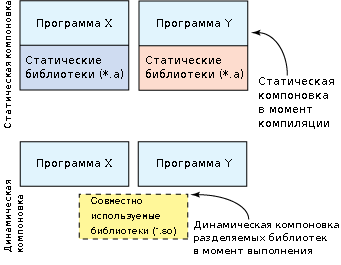 Статическая компоновка
Программа X
Программа Y
Статические
библиотеки (*.a)
Статические
библиотеки (*.a)
Статическая
компоновка
в момент
компиляции
Динамическая
компоновка
Программа X
Программа Y
Совместно
используемые
библиотеки (*.so)
Динамическая компоновка
разделяемых библиотек
в момент выполнения